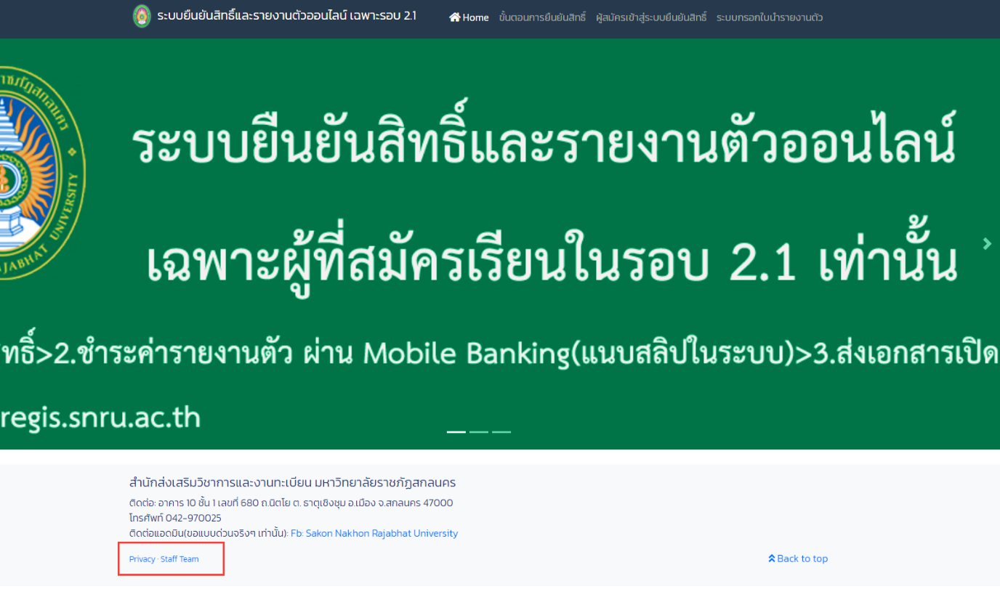 ระบบยืนยันสิทธิ์และรายงานตัวออนไลน์ เฉพาะรอบ 2.1 Home ขั้นตอนการยืนยันสิทธิ์ ผู้สมัครเข้าสู่ระบบยืนยันสิทธิ์ ระบบกรอกใบนำรายงานตัว
ราชภัฏสกลนคร
RAJABHAT UNIVERSITY
ระบบยืนยันสิทธิ์และรายงานตัวออนไลน์
เฉพาะผู้ที่สมัครเรียนในรอบ 2.1 เท่านั้น
ทธิ์>2.ชำระค่ารายงานตัว ผ่าน Mobile Banking(แนบสลิปในระบบ)>3.ส่งเอกสารเปิด
regis.snru.ac.th
สำนักส่งเสริมวิชาการและงานทะเบียน มหาวิทยาลัยราชภัฏสกลนคร
ติดต่อ: อาคาร 10 ชั้น 1 เลขที่ 680 ถ.นิตโย ต. ธาตุเชิงชุม อ.เมือง จ.สกลนคร 47000
โทรศัพท์ 042-970025
ติดต่อแอดมิน(ขอแบบด่วนจริงๆ เท่านั้น): Fb: Sakon Nakhon Rajabhat University
Privacy · Staff Team Back to top